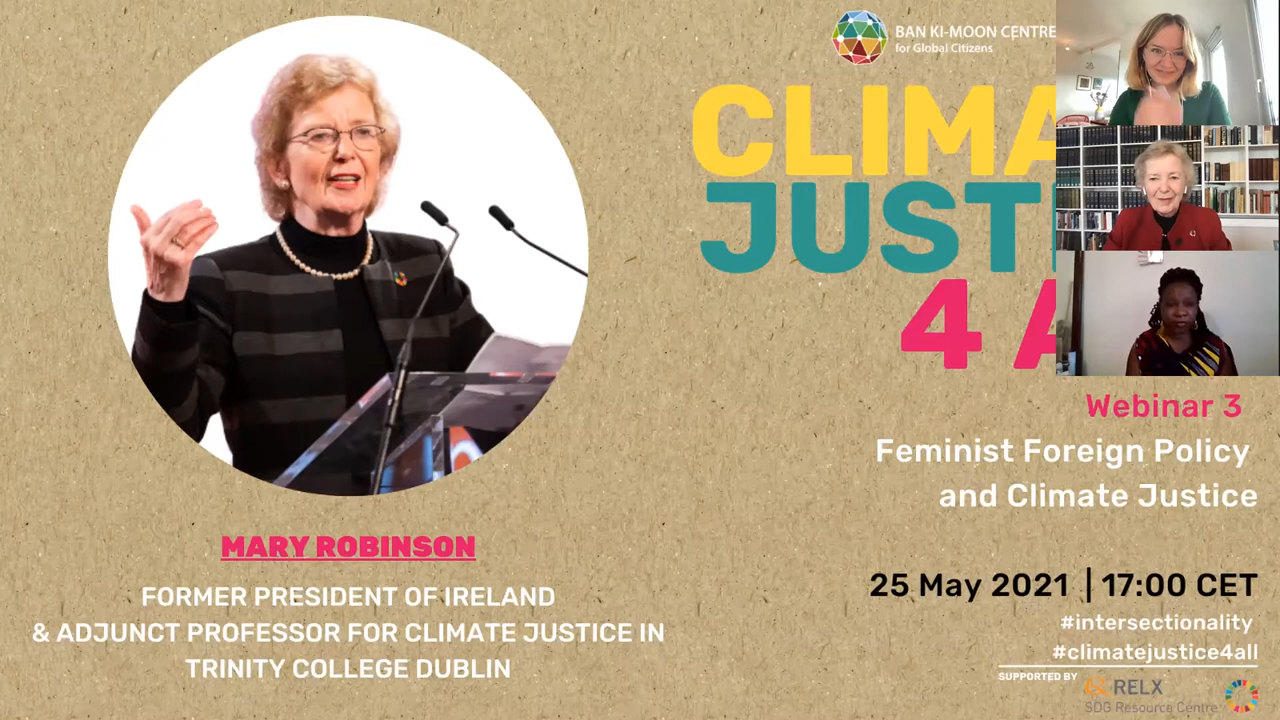 BAN KI-MOON CENTRE
for Global Citizens
CLIMA
JUSTI
4 A
Webinar 3
Feminist Foreign Policy
and Climate Justice
25 May 2021 | 17:00 CET
#intersectionality
#climatejustice4all
SUPPORTED BY
RELX
SDG Resource Centre
MARY ROBINSON
FORMER PRESIDENT OF IRELAND
& ADJUNCT PROFESSOR FOR CLIMATE JUSTICE IN
TRINITY COLLEGE DUBLIN